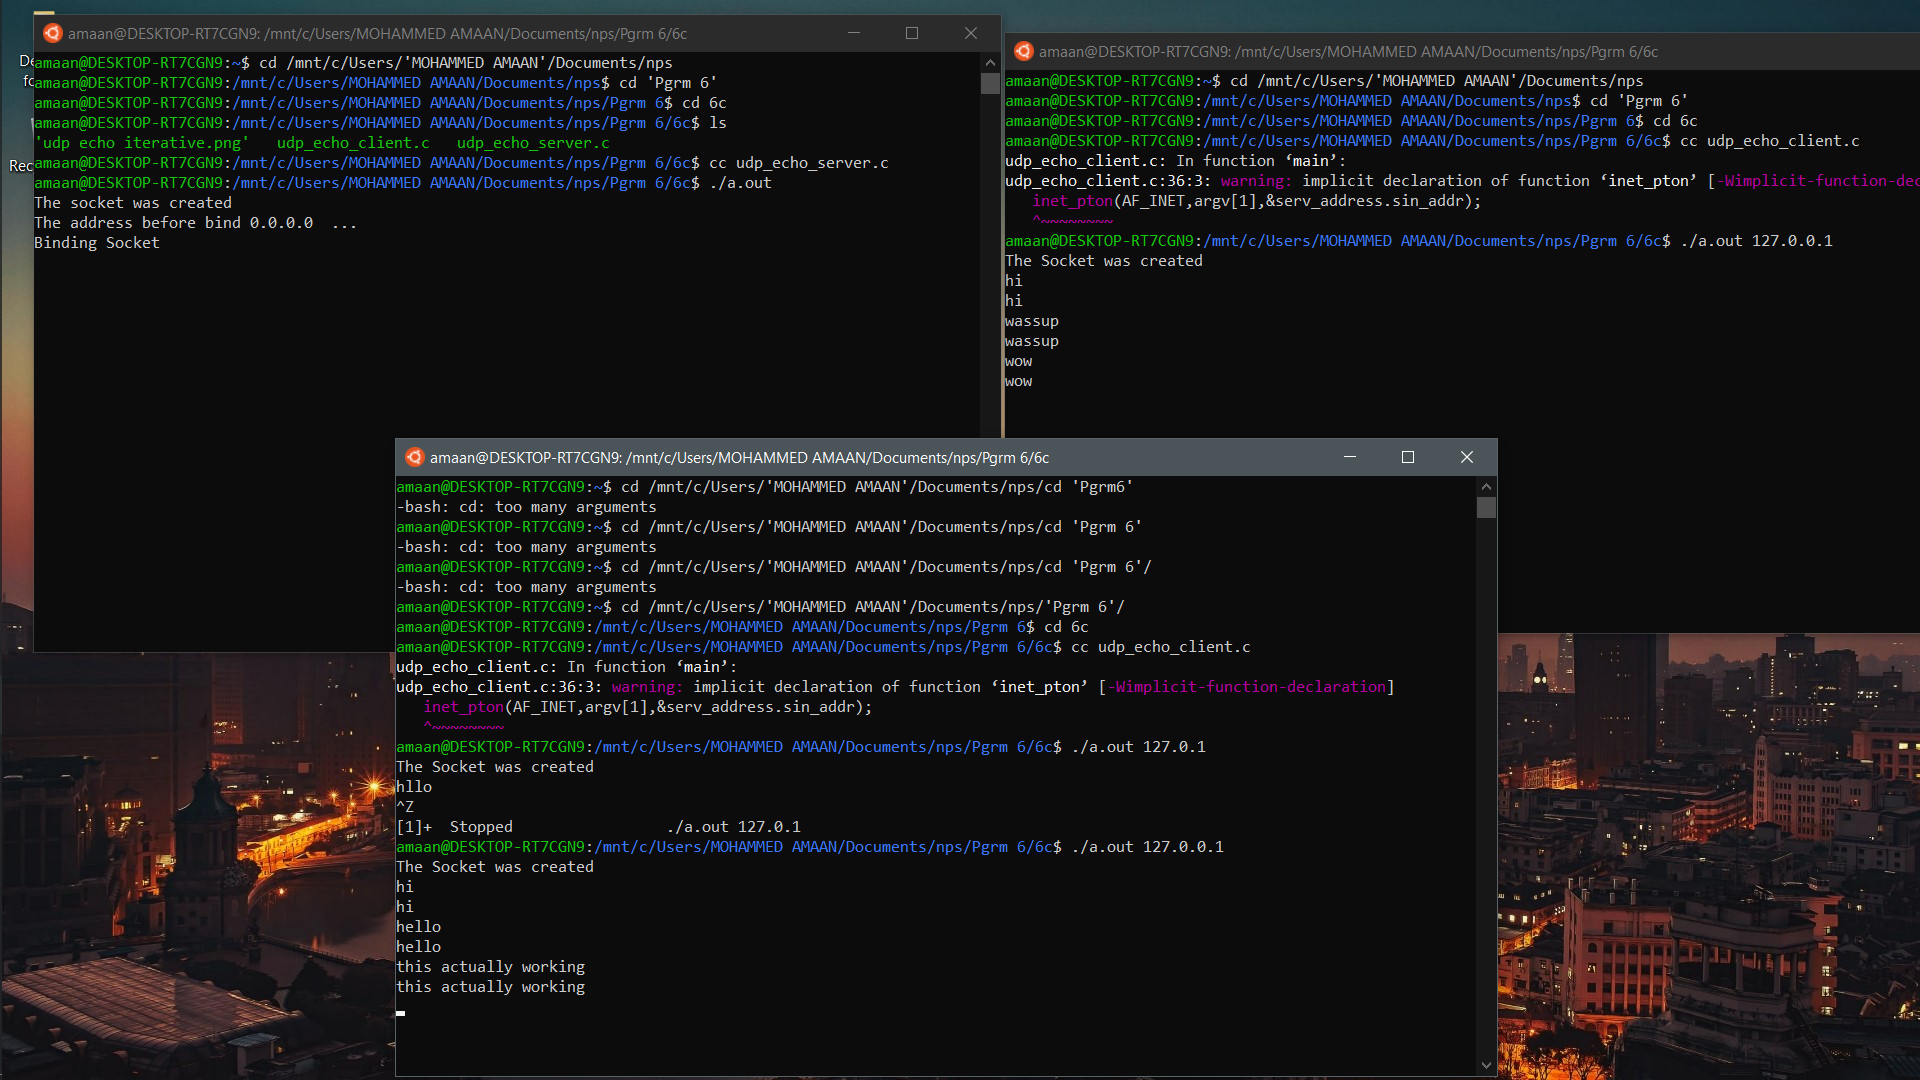 amaan@DESKTOP-RT7CGN9: /mnt/c/Users/MOHAMMED AMAAN/Documents/nps/Pgrm 6/6c
amaan@DESKTOP-RT7CGN9:~$ cd /mnt/c/Users/'MOHAMMED AMAAN'/Documents/nps
amaan@DESKTOP-RT7CGN9:/mnt/c/Users/MOHAMMED AMAAN/Documents/nps$ cd 'Pgrm 6'
amaan@DESKTOP-RT7CGN9:/mnt/c/Users/MOHAMMED AMAAN/Documents/nps/Pgrm 6$ cd 6c
amaan@DESKTOP-RT7CGN9:/mnt/c/Users/MOHAMMED AMAAN/Documents/nps/Pgrm 6/6c$ ls
'udp echo iterative.png'   udp_echo_client.c   udp_echo_server.c
amaan@DESKTOP-RT7CGN9:/mnt/c/Users/MOHAMMED AMAAN/Documents/nps/Pgrm 6/6c$ cc udp_echo_server.c
amaan@DESKTOP-RT7CGN9:/mnt/c/Users/MOHAMMED AMAAN/Documents/nps/Pgrm 6/6c$ ./a.out
The socket was created
The address before bind 0.0.0.0  ...
Binding Socket
amaan@DESKTOP-RT7CGN9: /mnt/c/Users/MOHAMMED AMAAN/Documents/nps/Pgrm 6/6c
amaan@DESKTOP-RT7CGN9:~$ cd /mnt/c/Users/'MOHAMMED AMAAN'/Documents/nps
amaan@DESKTOP-RT7CGN9:/mnt/c/Users/MOHAMMED AMAAN/Documents/nps$ cd 'Pgrm 6'
amaan@DESKTOP-RT7CGN9:/mnt/c/Users/MOHAMMED AMAAN/Documents/nps/Pgrm 6$ cd 6c
amaan@DESKTOP-RT7CGN9:/mnt/c/Users/MOHAMMED AMAAN/Documents/nps/Pgrm 6/6c$ cc udp_echo_client.c
udp_echo_client.c: In function ‘main’:
udp_echo_client.c:36:3: warning: implicit declaration of function ‘inet_pton’ [-Wimplicit-function-dec
inet_pton(AF_INET,argv[1],&serv_address.sin_addr);
^~~~~~~~~
amaan@DESKTOP-RT7CGN9:/mnt/c/Users/MOHAMMED AMAAN/Documents/nps/Pgrm 6/6c$ ./a.out 127.0.0.1
The Socket was created
hi
hi
wassup
wassup
wow
wow
amaan@DESKTOP-RT7CGN9: /mnt/c/Users/MOHAMMED AMAAN/Documents/nps/Pgrm 6/6c
amaan@DESKTOP-RT7CGN9:~$ cd /mnt/c/Users/'MOHAMMED AMAAN'/Documents/nps/cd 'Pgrm6'
-bash: cd: too many arguments
amaan@DESKTOP-RT7CGN9:~$ cd /mnt/c/Users/'MOHAMMED AMAAN'/Documents/nps/cd 'Pgrm 6'
-bash: cd: too many arguments
amaan@DESKTOP-RT7CGN9:~$ cd /mnt/c/Users/'MOHAMMED AMAAN'/Documents/nps/cd 'Pgrm 6'/
-bash: cd: too many arguments
amaan@DESKTOP-RT7CGN9:~$ cd /mnt/c/Users/'MOHAMMED AMAAN'/Documents/nps/'Pgrm 6'/
amaan@DESKTOP-RT7CGN9:/mnt/c/Users/MOHAMMED AMAAN/Documents/nps/Pgrm 6$ cd 6c
amaan@DESKTOP-RT7CGN9:/mnt/c/Users/MOHAMMED AMAAN/Documents/nps/Pgrm 6/6c$ cc udp_echo_client.c
udp_echo_client.c: In function ‘main’:
udp_echo_client.c:36:3: warning: implicit declaration of function ‘inet_pton’ [-Wimplicit-function-declaration]
inet_pton(AF_INET,argv[1],&serv_address.sin_addr);
^~~~~~~~~
amaan@DESKTOP-RT7CGN9:/mnt/c/Users/MOHAMMED AMAAN/Documents/nps/Pgrm 6/6c$ ./a.out 127.0.1
The Socket was created
hllo
^Z
[1]+  Stopped                 ./a.out 127.0.1
amaan@DESKTOP-RT7CGN9:/mnt/c/Users/MOHAMMED AMAAN/Documents/nps/Pgrm 6/6c$ ./a.out 127.0.0.1
The Socket was created
hi
hi
hello
hello
this actually working
this actually working